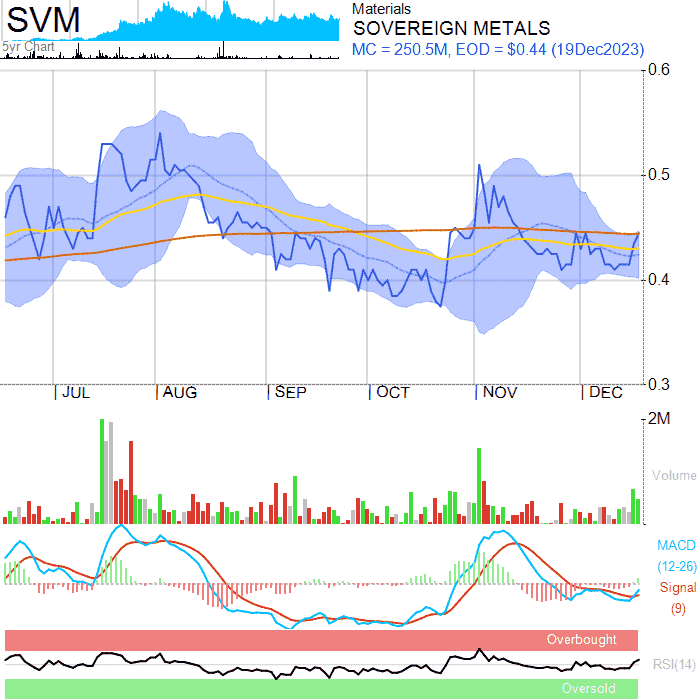 SVM
5yr Chart
Materials
SOVEREIGN METALS
MC = 250.5M, EOD = $0.44 (19Dec2023)
0.6
0.5
0.4
0.3
JUL AUG SEP OCT NOV DEC
2M
Volume
MACD
(12-26)
Signal
(9)
Overbought
RSI(14)
Oversold